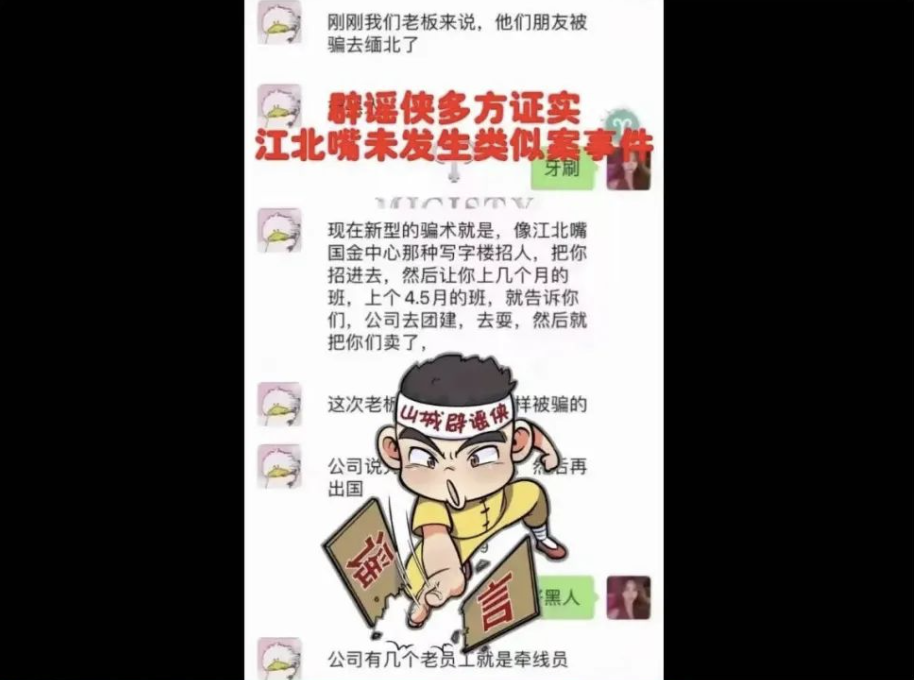 刚刚我们老板来说，他们朋友被
骗去缅北了
辟谣侠多方证实
江北嘴未发生类似案事件
牙刷
现在新型的骗术就是，像江北嘴
国金中心那种写字楼招人，把你
招进去，然后让你上几个月的
班，上个4.5月的班，就告诉你
们，公司去团建，去耍，然后就
把你们卖了，
这次老板
样被骗的
山城辟谣侠
公司说
然后再
出国
谣
言
黑人
公司有几个老员工就是牵线员